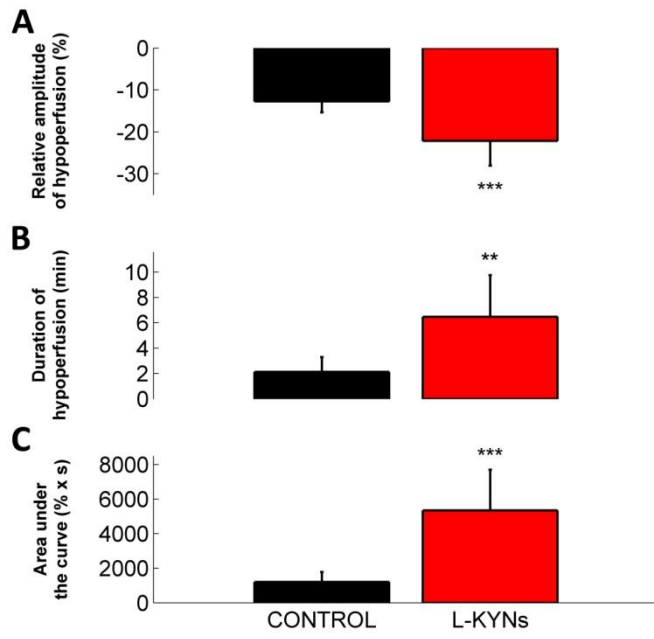 A
Relative amplitude
of hypoperfusion (%)
0
-10
-20
-30
***
B
Duration of
hypoperfusion (min)
10
8
6
4
2
0
**
C
Area under
the curve (% x s)
8000
6000
4000
2000
0
***
CONTROL
L-KYNs